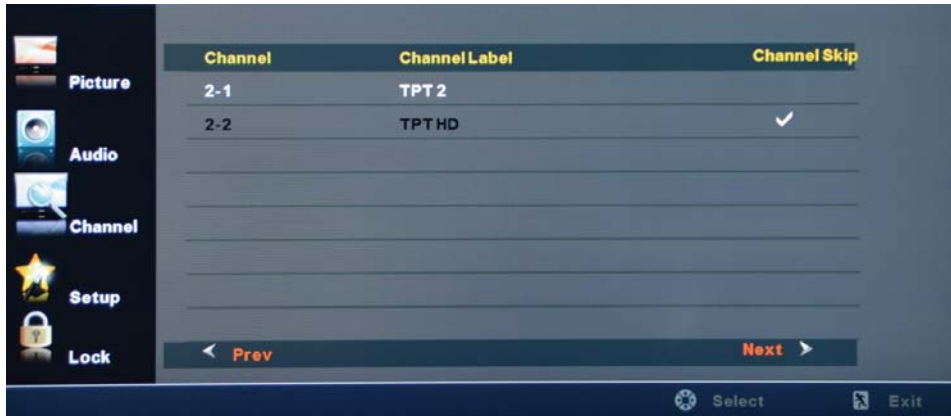 Picture
Audio
Channel
Setup
Lock
Channel Channel Label Channel Skip
2-1 TPT 2
2-2 TPT HD
Prev Next
Select Exit